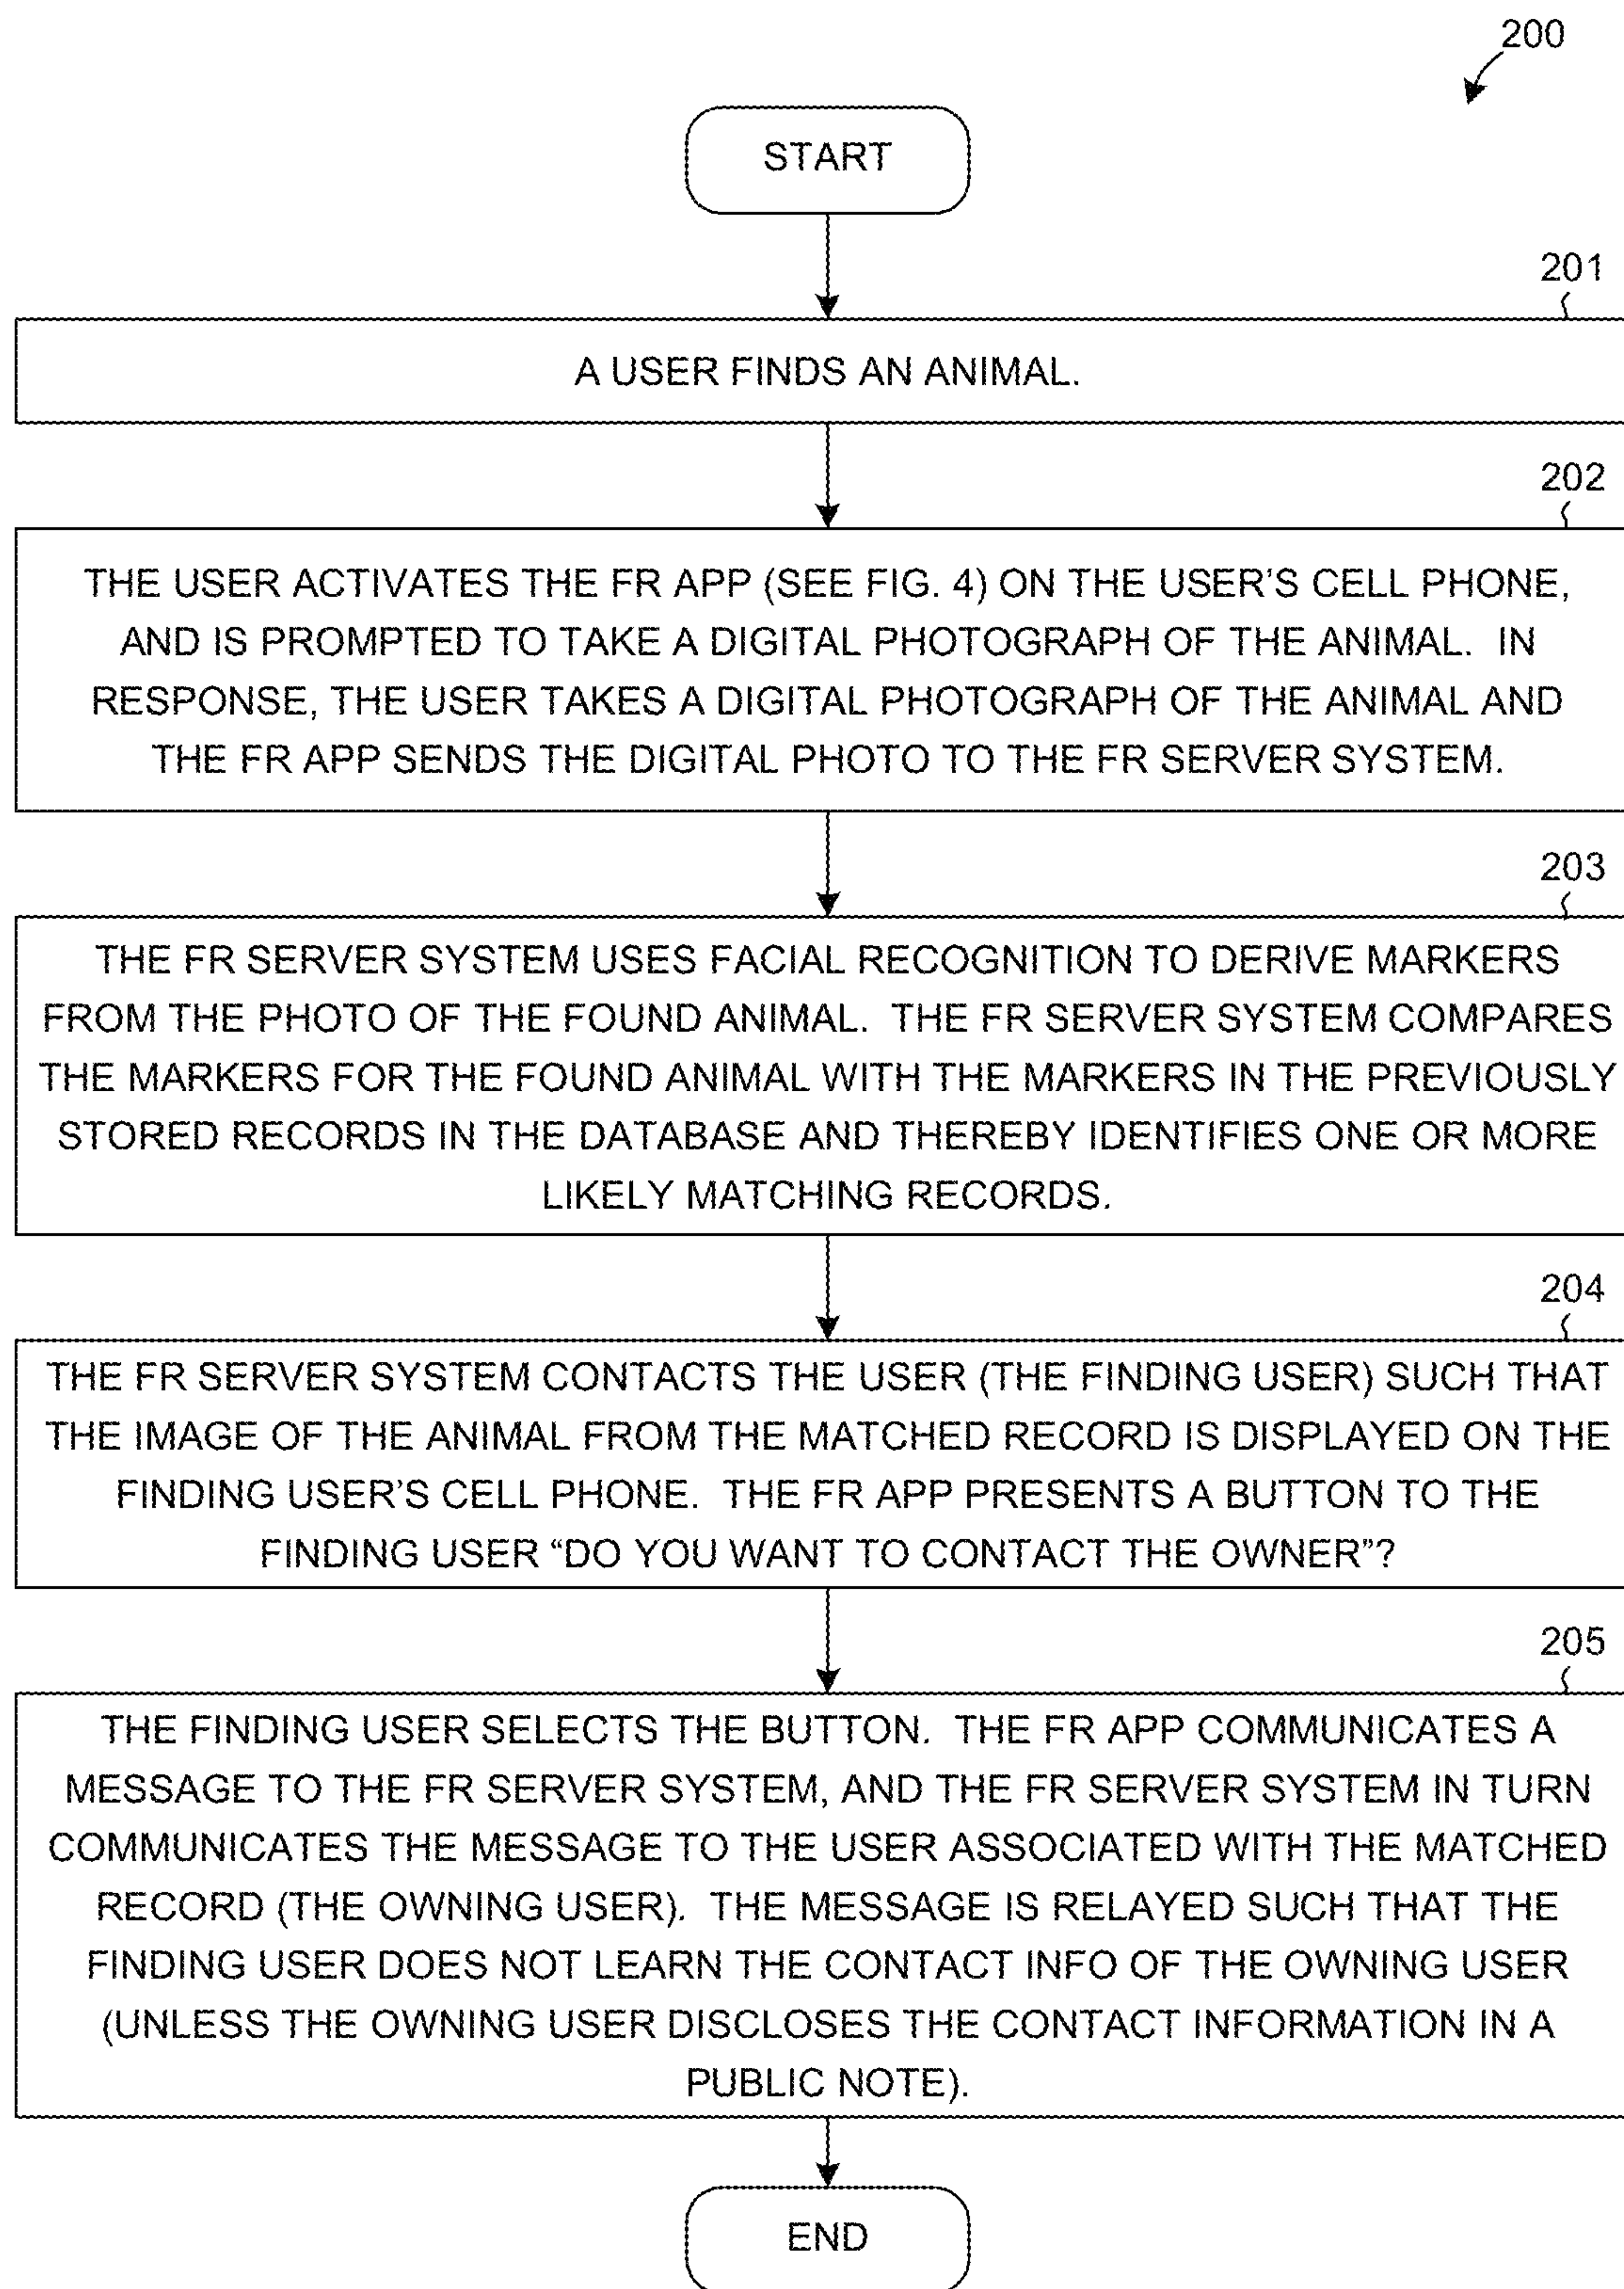 200
START
201
A USER FINDS AN ANIMAL.
202
THE USER ACTIVATES THE FR APP (SEE FIG. 4) ON THE USER'S CELL PHONE,
AND IS PROMPTED TO TAKE A DIGITAL PHOTOGRAPH OF THE ANIMAL. IN
RESPONSE, THE USER TAKES A DIGITAL PHOTOGRAPH OF THE ANIMAL AND
THE FR APP SENDS THE DIGITAL PHOTO TO THE FR SERVER SYSTEM.
203
THE FR SERVER SYSTEM USES FACIAL RECOGNITION TO DERIVE MARKERS
FROM THE PHOTO OF THE FOUND ANIMAL. THE FR SERVER SYSTEM COMPARES
THE MARKERS FOR THE FOUND ANIMAL WITH THE MARKERS IN THE PREVIOUSLY
STORED RECORDS IN THE DATABASE AND THEREBY IDENTIFIES ONE OR MORE
LIKELY MATCHING RECORDS.
204
THE FR SERVER SYSTEM CONTACTS THE USER (THE FINDING USER) SUCH THAT
THE IMAGE OF THE ANIMAL FROM THE MATCHED RECORD IS DISPLAYED ON THE
FINDING USER'S CELL PHONE. THE FR APP PRESENTS A BUTTON TO THE
FINDING USER “DO YOU WANT TO CONTACT THE OWNER”?
205
THE FINDING USER SELECTS THE BUTTON. THE FR APP COMMUNICATES A
MESSAGE TO THE FR SERVER SYSTEM, AND THE FR SERVER SYSTEM IN TURN
COMMUNICATES THE MESSAGE TO THE USER ASSOCIATED WITH THE MATCHED
RECORD (THE OWNING USER). THE MESSAGE IS RELAYED SUCH THAT THE
FINDING USER DOES NOT LEARN THE CONTACT INFO OF THE OWNING USER
(UNLESS THE OWNING USER DISCLOSES THE CONTACT INFORMATION IN A
PUBLIC NOTE).
END